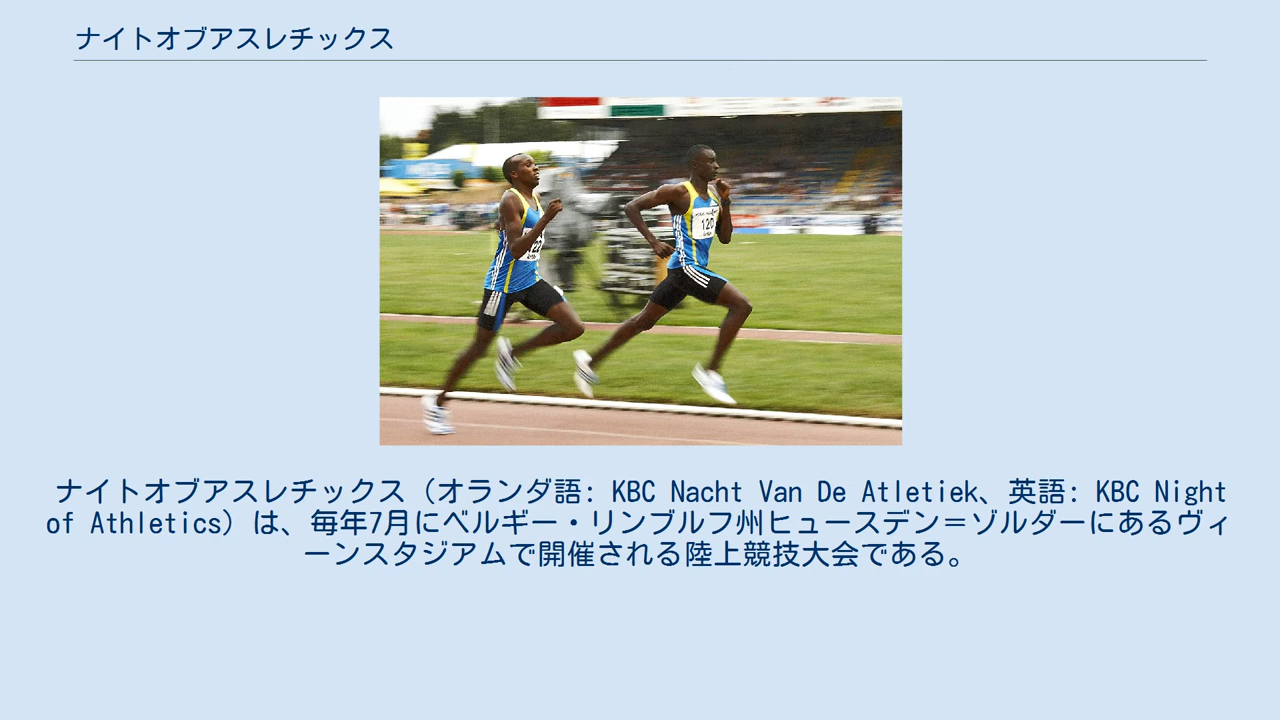 ナイトオブアスレチックス
120
ナイトオブアスレチックス（オランダ語: KBC Nacht Van De Atletiek、英語: KBC Night
of Athletics）は、毎年7月にベルギー・リンブルフ州ヒュースデン＝ゾルダーにあるヴィ
ーンスタジアムで開催される陸上競技大会である。